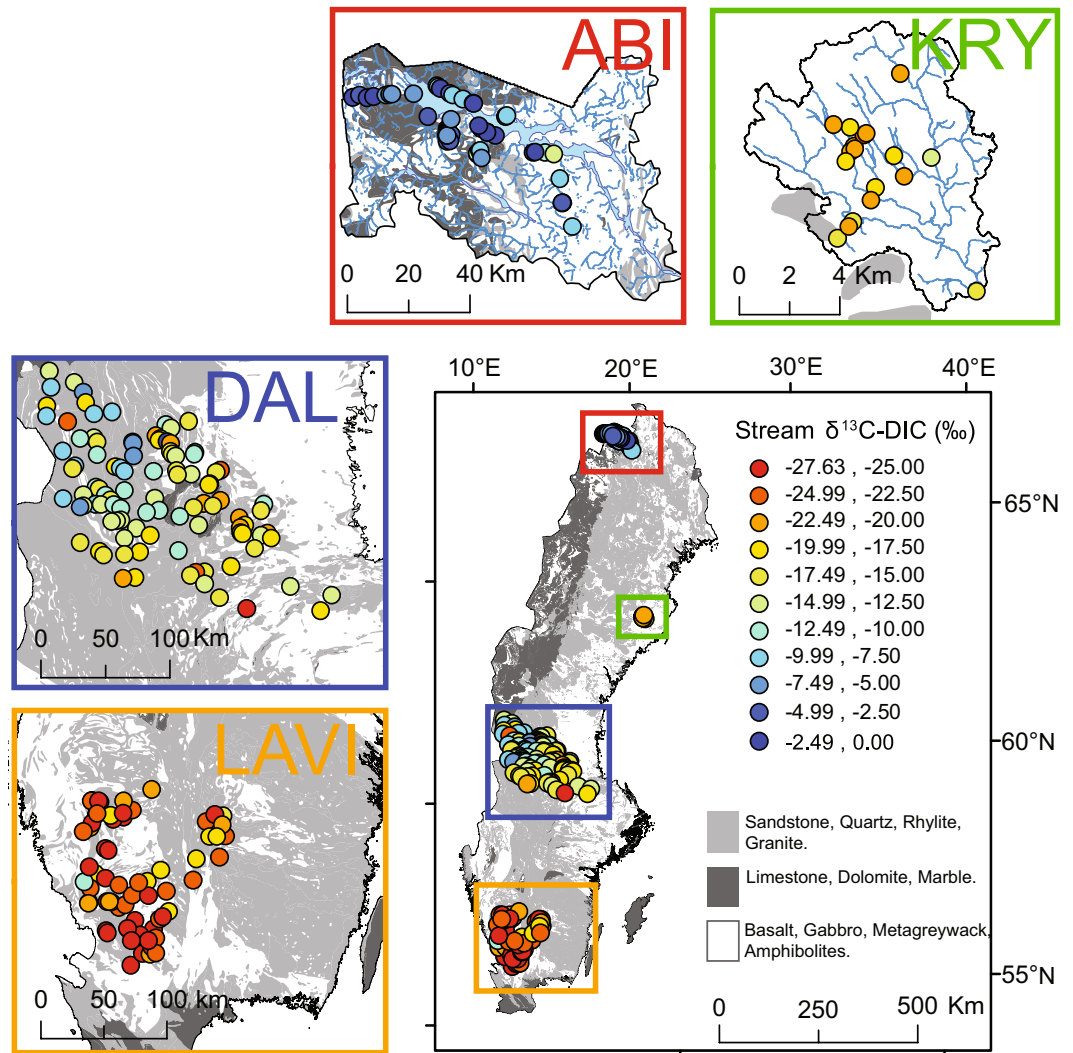 ABI
KRY
0 20 40 Km
0 2 4 Km
DAL
0 50 100 Km
LAVI
0 50 100 km
10°E 20°E 30°E 40°E
65°N
60°N
55°N
Stream δ¹³C-DIC (‰)
-27.63 , -25.00
-24.99 , -22.50
-22.49 , -20.00
-19.99 , -17.50
-17.49 , -15.00
-14.99 , -12.50
-12.49 , -10.00
-9.99 , -7.50
-7.49 , -5.00
-4.99 , -2.50
-2.49 , 0.00
Sandstone, Quartz, Rhylite,
Granite.
Limestone, Dolomite, Marble.
Basalt, Gabbro, Metagreywack,
Amphibolites.
0 250 500 Km